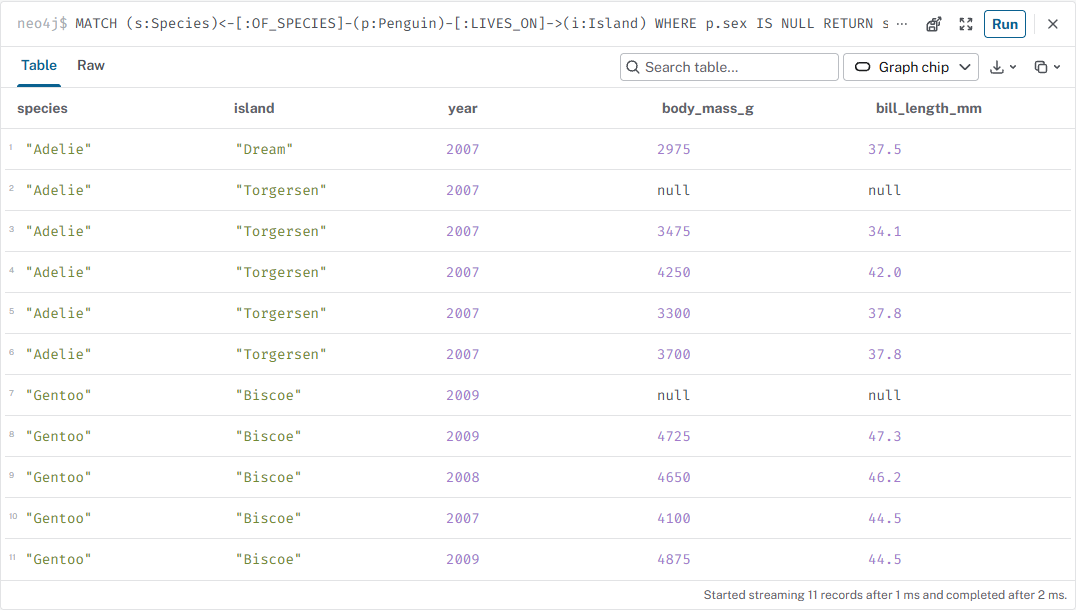 neo4j$ MATCH (s:Species)<-[:OF_SPECIES]-(p:Penguin)-[:LIVES_ON]->(i:Island) WHERE p.sex IS NULL RETURN s ··· Run
Table Raw Search table... Graph chip
species island year body_mass_g bill_length_mm
1 "Adelie" "Dream" 2007 2975 37.5
2 "Adelie" "Torgersen" 2007 null null
3 "Adelie" "Torgersen" 2007 3475 34.1
4 "Adelie" "Torgersen" 2007 4250 42.0
5 "Adelie" "Torgersen" 2007 3300 37.8
6 "Adelie" "Torgersen" 2007 3700 37.8
7 "Gentoo" "Biscoe" 2009 null null
8 "Gentoo" "Biscoe" 2009 4725 47.3
9 "Gentoo" "Biscoe" 2008 4650 46.2
10 "Gentoo" "Biscoe" 2007 4100 44.5
11 "Gentoo" "Biscoe" 2009 4875 44.5
Started streaming 11 records after 1 ms and completed after 2 ms.